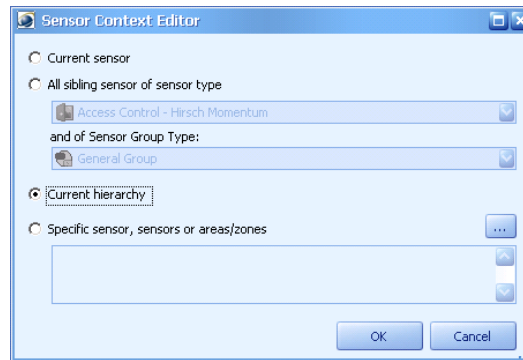 Sensor Context Editor
Current sensor
All sibling sensor of sensor type
Access Control - Hirsch Momentum
and of Sensor Group Type:
General Group
Current hierarchy
Specific sensor, sensors or areas/zones
...
OK
Cancel